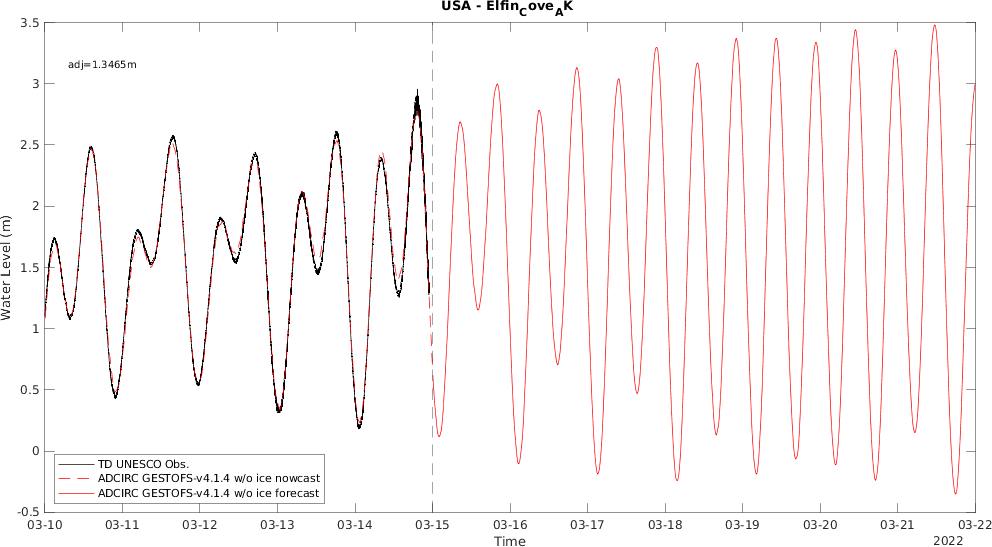 USA - ElfinCoveAK
adj=1.3465m
3.5
3
2.5
2
1.5
1
0.5
0
-0.5
Water Level (m)
TD UNESCO Obs.
ADCIRC GESTOFS-v4.1.4 w/o ice nowcast
ADCIRC GESTOFS-v4.1.4 w/o ice forecast
03-10 03-11 03-12 03-13 03-14 03-15 03-16 03-17 03-18 03-19 03-20 03-21 03-22
Time
2022